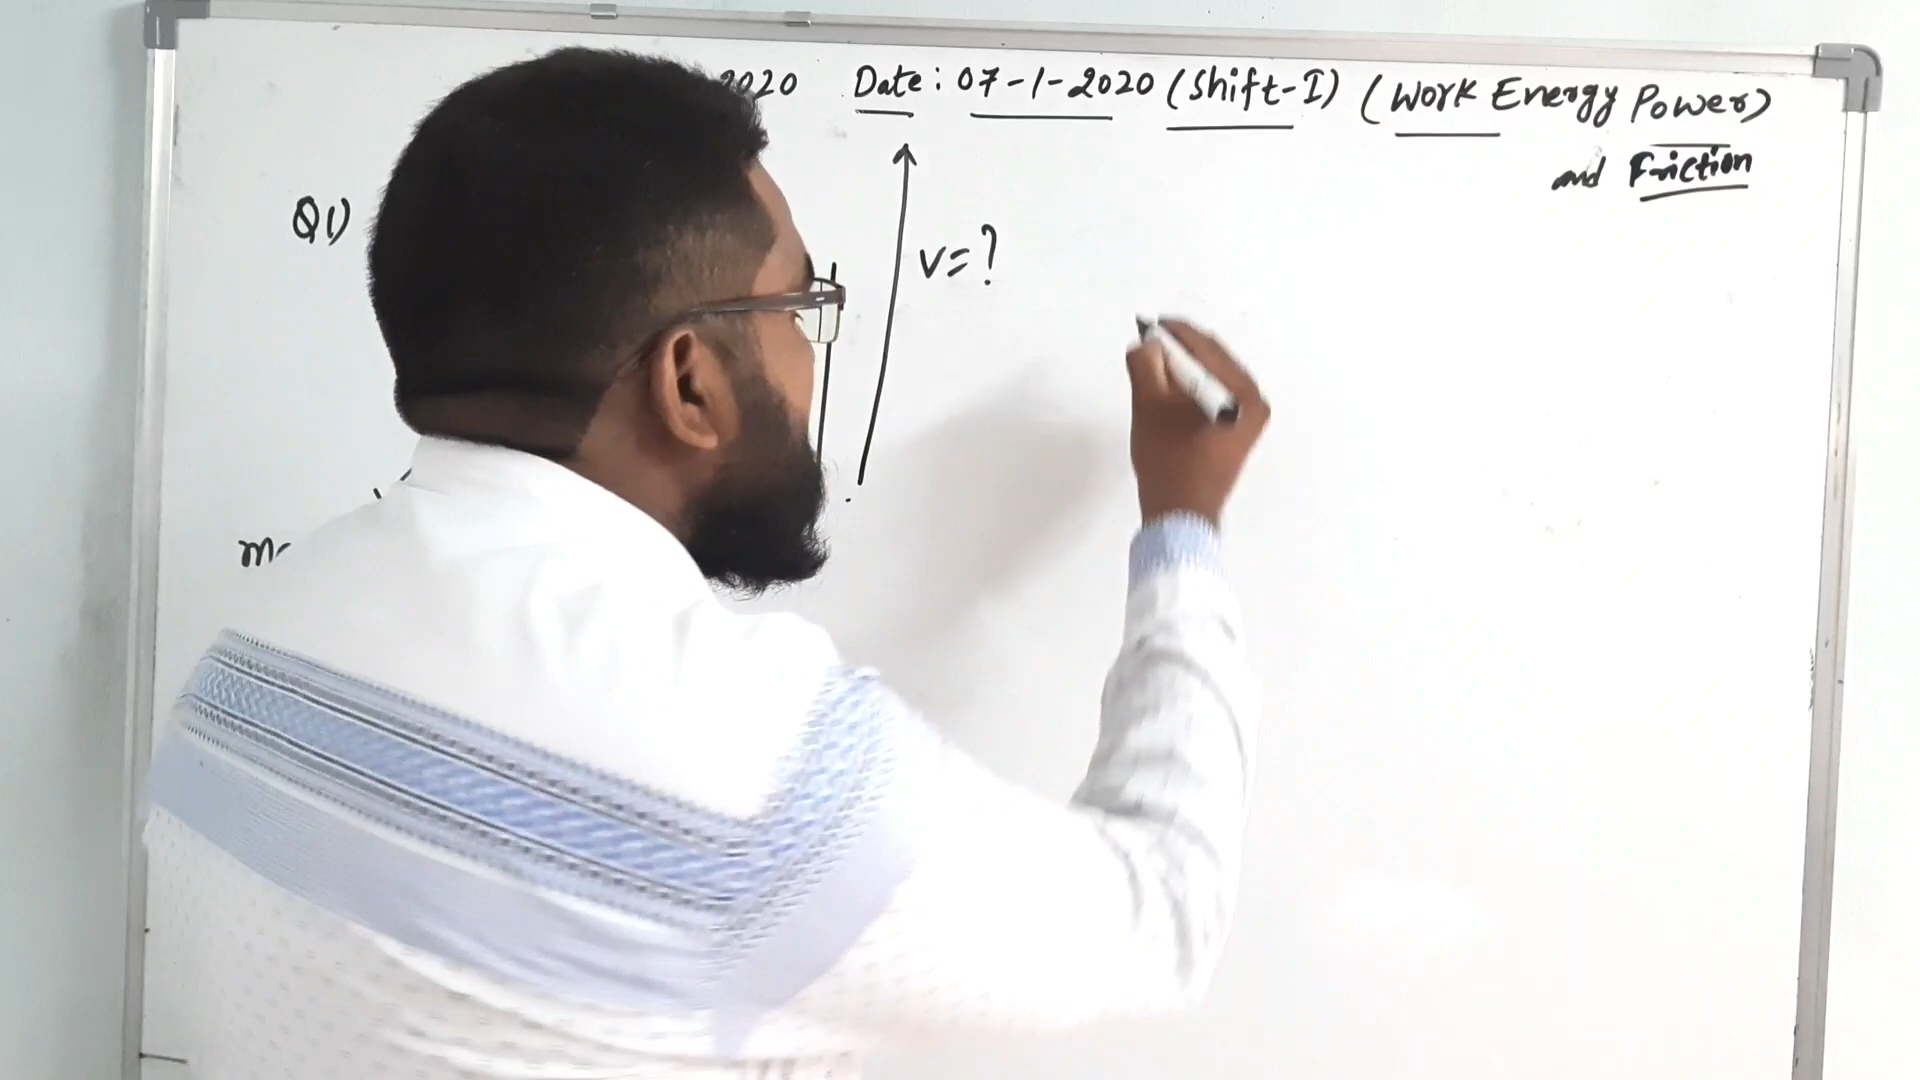 2020 Date: 07-1-2020 (Shift-I) (Work Energy Power)
and Friction
Q1)
v=?
m